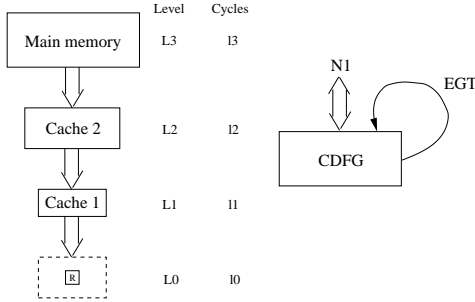 Level Cycles
Main memory L3 l3
N1
EGT
Cache 2 L2 l2
CDFG
Cache 1 L1 l1
R L0 l0